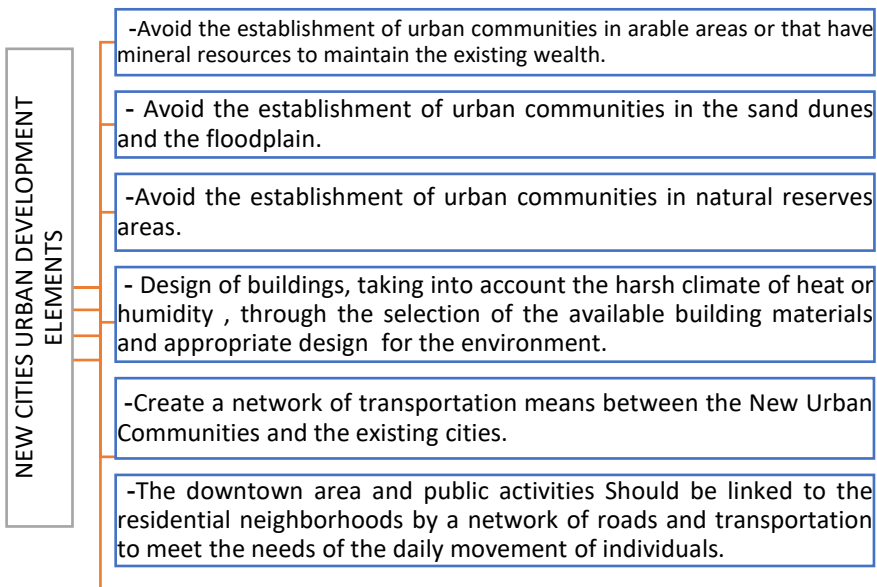 NEW CITIES URBAN DEVELOPMENT
ELEMENTS
-Avoid the establishment of urban communities in arable areas or that have
mineral resources to maintain the existing wealth.
- Avoid the establishment of urban communities in the sand dunes
and the floodplain.
-Avoid the establishment of urban communities in natural reserves
areas.
- Design of buildings, taking into account the harsh climate of heat or
humidity , through the selection of the available building materials
and appropriate design for the environment.
-Create a network of transportation means between the New Urban
Communities and the existing cities.
-The downtown area and public activities Should be linked to the
residential neighborhoods by a network of roads and transportation
to meet the needs of the daily movement of individuals.